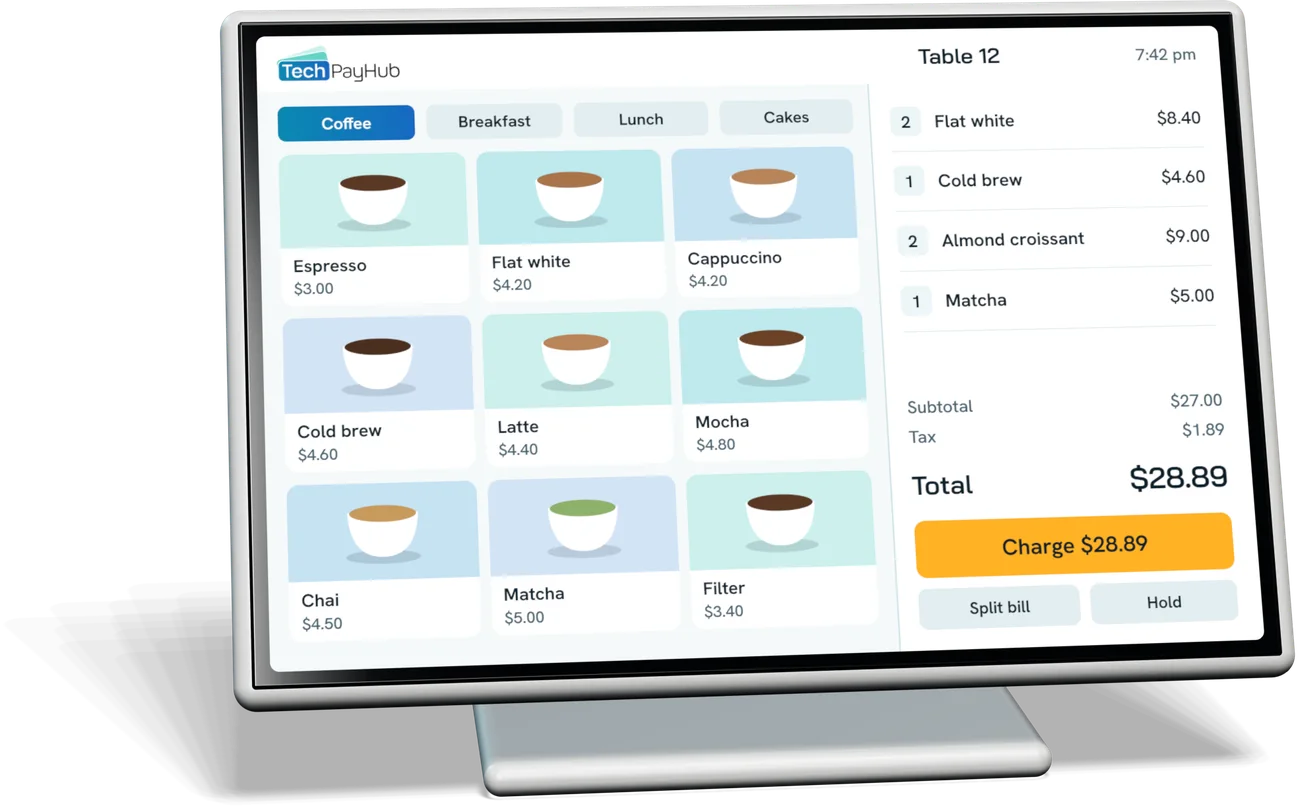 Tech PayHub
Coffee
Breakfast
Lunch
Cakes
Espresso
$3.00
Flat white
$4.20
Cappuccino
$4.20
Cold brew
$4.60
Latte
$4.40
Mocha
$4.80
Chai
$4.50
Matcha
$5.00
Filter
$3.40
Table 12
7:42 pm
2 Flat white $8.40
1 Cold brew $4.60
2 Almond croissant $9.00
1 Matcha $5.00
Subtotal $27.00
Tax $1.89
Total $28.89
Charge $28.89
Split bill
Hold